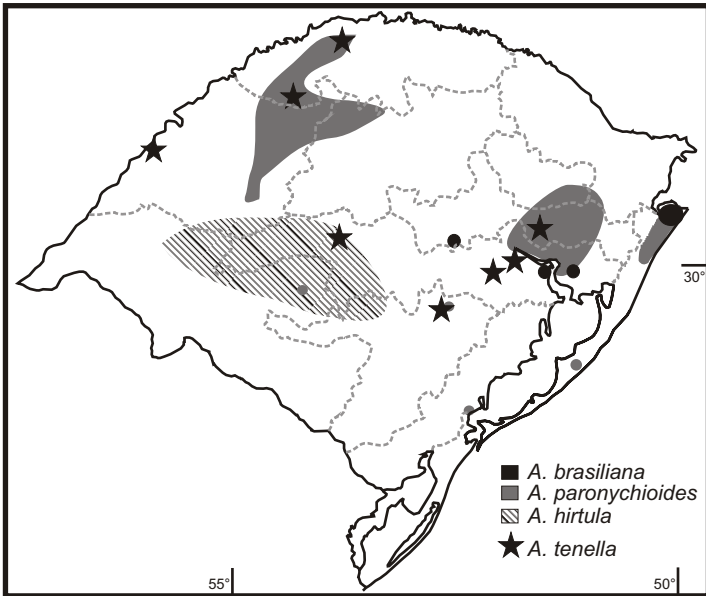 30°
A. brasiliana
A. paronychioides
A. hirtula
A. tenella
55°
50°